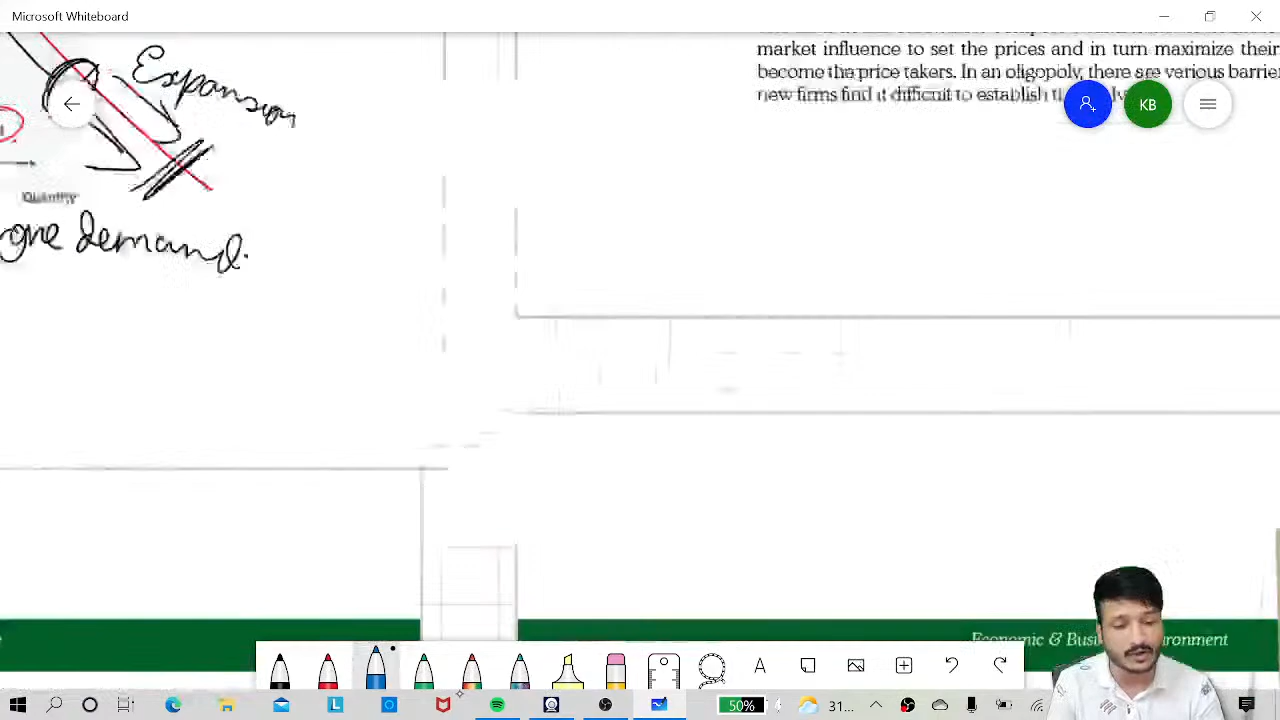 Microsoft Whiteboard
market influence to set the prices and in turn maximize their
become the price takers. In an oligopoly, there are various barrie
new firms find it difficult to establish
Expansion
KB
Quantity
demand.
Economic & Busi ironment
A
50%
31...